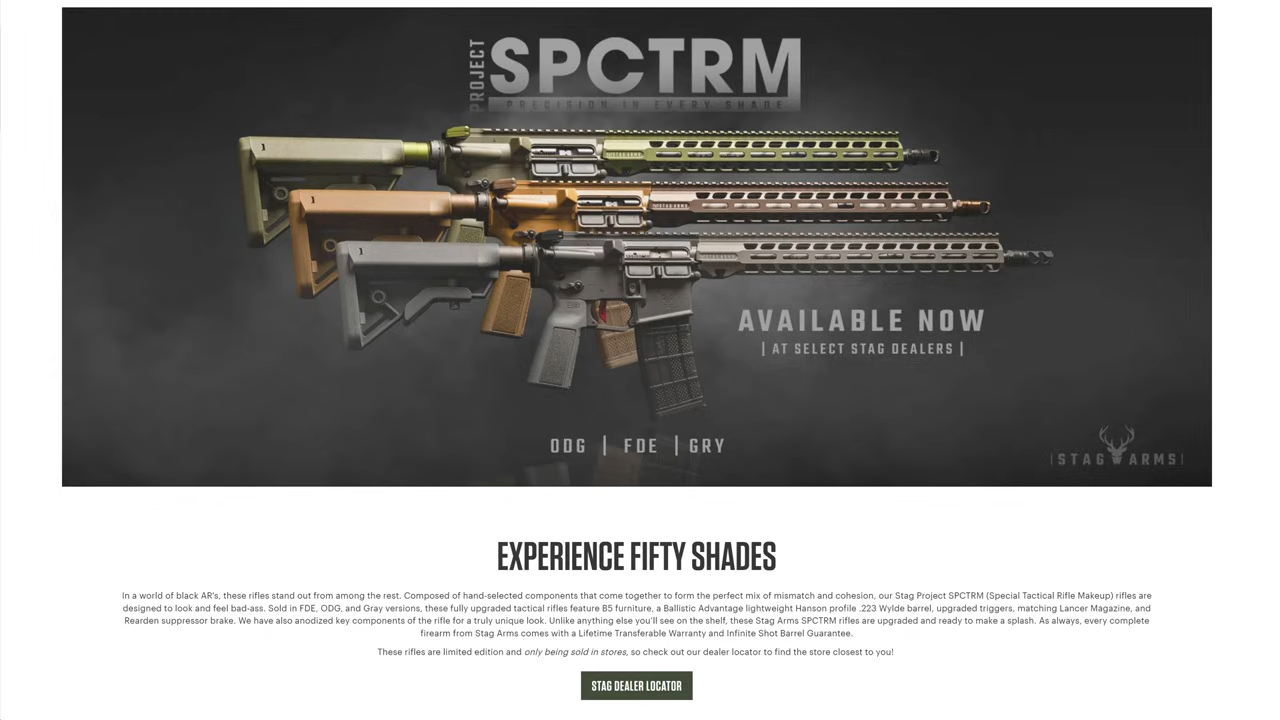 PROJECT
SPCTRM
PRECISION IN EVERY SHADE
1
1
STAG ARMS
1
AVAILABLE NOW
| AT SELECT STAG DEALERS |
ODG | FDE | GRY
|STAG ARMS|
EXPERIENCE FIFTY SHADES
In a world of black AR's, these rifles stand out from among the rest. Composed of hand-selected components that come together to form the perfect mix of mismatch and cohesion, our Stag Project SPCTRM (Special Tactical Rifle Makeup) rifles are
designed to look and feel bad-ass. Sold in FDE, ODG, and Gray versions, these fully upgraded tactical rifles feature B5 furniture, a Ballistic Advantage lightweight Hanson profile .223 Wylde barrel, upgraded triggers, matching Lancer Magazine, and
Rearden suppressor brake. We have also anodized key components of the rifle for a truly unique look. Unlike anything else you'll see on the shelf, these Stag Arms SPCTRM rifles are upgraded and ready to make a splash. As always, every complete
firearm from Stag Arms comes with a Lifetime Transferable Warranty and Infinite Shot Barrel Guarantee.
These rifles are limited edition and only being sold in stores, so check out our dealer locator to find the store closest to you!
STAG DEALER LOCATOR